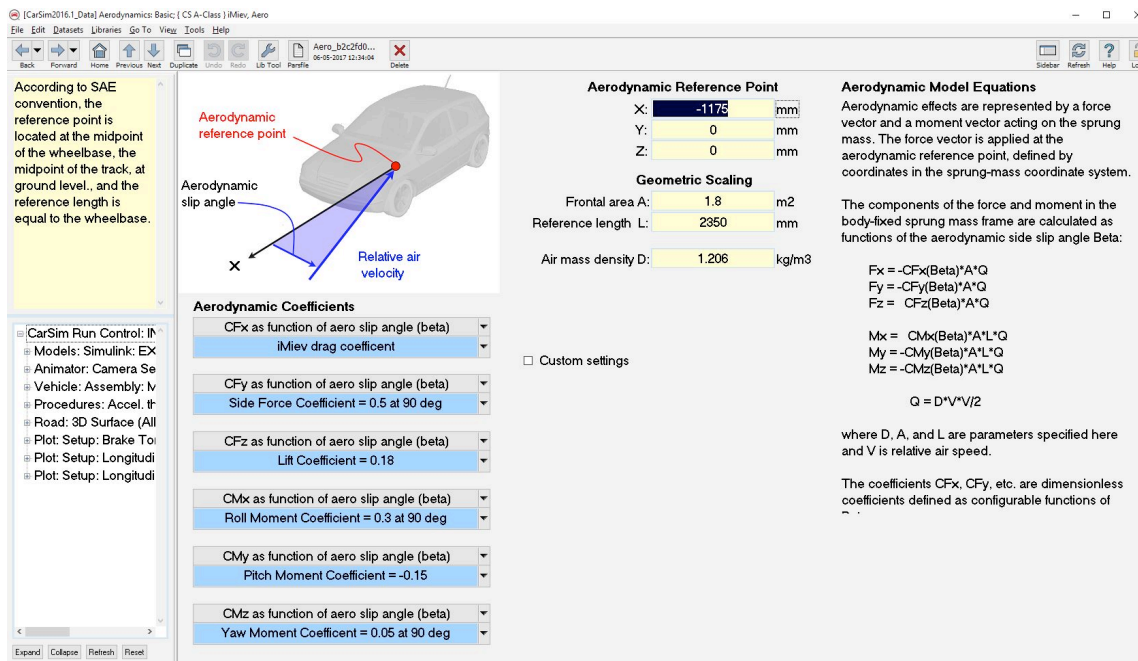 [CarSim2016.1_Data] Aerodynamics: Basic; { CS A-Class } iMiev, Aero
File Edit Datasets Libraries Go To View Tools Help
Back Forward Home Previous Next Duplicate Undo Redo Lib Tool Parsfile
Aero_b2c2fd0...
06-05-2017 12:34:04
Delete
Sidebar Refresh Help
According to SAE
convention, the
reference point is
located at the midpoint
of the wheelbase, the
midpoint of the track, at
ground level., and the
reference length is
equal to the wheelbase.
CarSim Run Control: IN
Models: Simulink: EX
Animator: Camera Se
Vehicle: Assembly: M
Procedures: Accel. th
Road: 3D Surface (All
Plot: Setup: Brake Tor
Plot: Setup: Longitudi
Plot: Setup: Longitudi
Expand Collapse Refresh Reset
Aerodynamic
reference point
Aerodynamic
slip angle
X
Relative air
velocity
Aerodynamic Coefficients
CFx as function of aero slip angle (beta)
iMiev drag coefficent
CFy as function of aero slip angle (beta)
Side Force Coefficient = 0.5 at 90 deg
CFz as function of aero slip angle (beta)
Lift Coefficient = 0.18
CMx as function of aero slip angle (beta)
Roll Moment Coefficient = 0.3 at 90 deg
CMy as function of aero slip angle (beta)
Pitch Moment Coefficient = -0.15
CMz as function of aero slip angle (beta)
Yaw Moment Coefficent = 0.05 at 90 deg
Aerodynamic Reference Point
X: -1175 mm
Y: 0 mm
Z: 0 mm
Geometric Scaling
Frontal area A: 1.8 m2
Reference length L: 2350 mm
Air mass density D: 1.206 kg/m3
Custom settings
Aerodynamic Model Equations
Aerodynamic effects are represented by a force
vector and a moment vector acting on the sprung
mass. The force vector is applied at the
aerodynamic reference point, defined by
coordinates in the sprung-mass coordinate system.
The components of the force and moment in the
body-fixed sprung mass frame are calculated as
functions of the aerodynamic side slip angle Beta:
Fx = -CFx(Beta)*A*Q
Fy = -CFy(Beta)*A*Q
Fz = CFz(Beta)*A*Q
Mx = CMx(Beta)*A*L*Q
My = -CMy(Beta)*A*L*Q
Mz = -CMz(Beta)*A*L*Q
Q = D*V*V/2
where D, A, and L are parameters specified here
and V is relative air speed.
The coefficients CFx, CFy, etc. are dimensionless
coefficients defined as configurable functions of